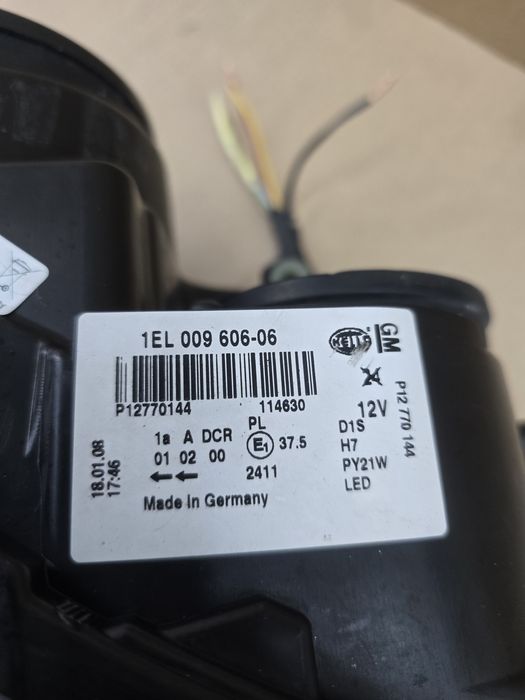 1EL 009 606-06
HELLA
GM
P12770144 114630
12V
P12 770 144
18.01.08
17:46
1a A DCR
01 02 00
←←
PL
E1 37.5
2411
D1S
H7
PY21W
LED
Made in Germany